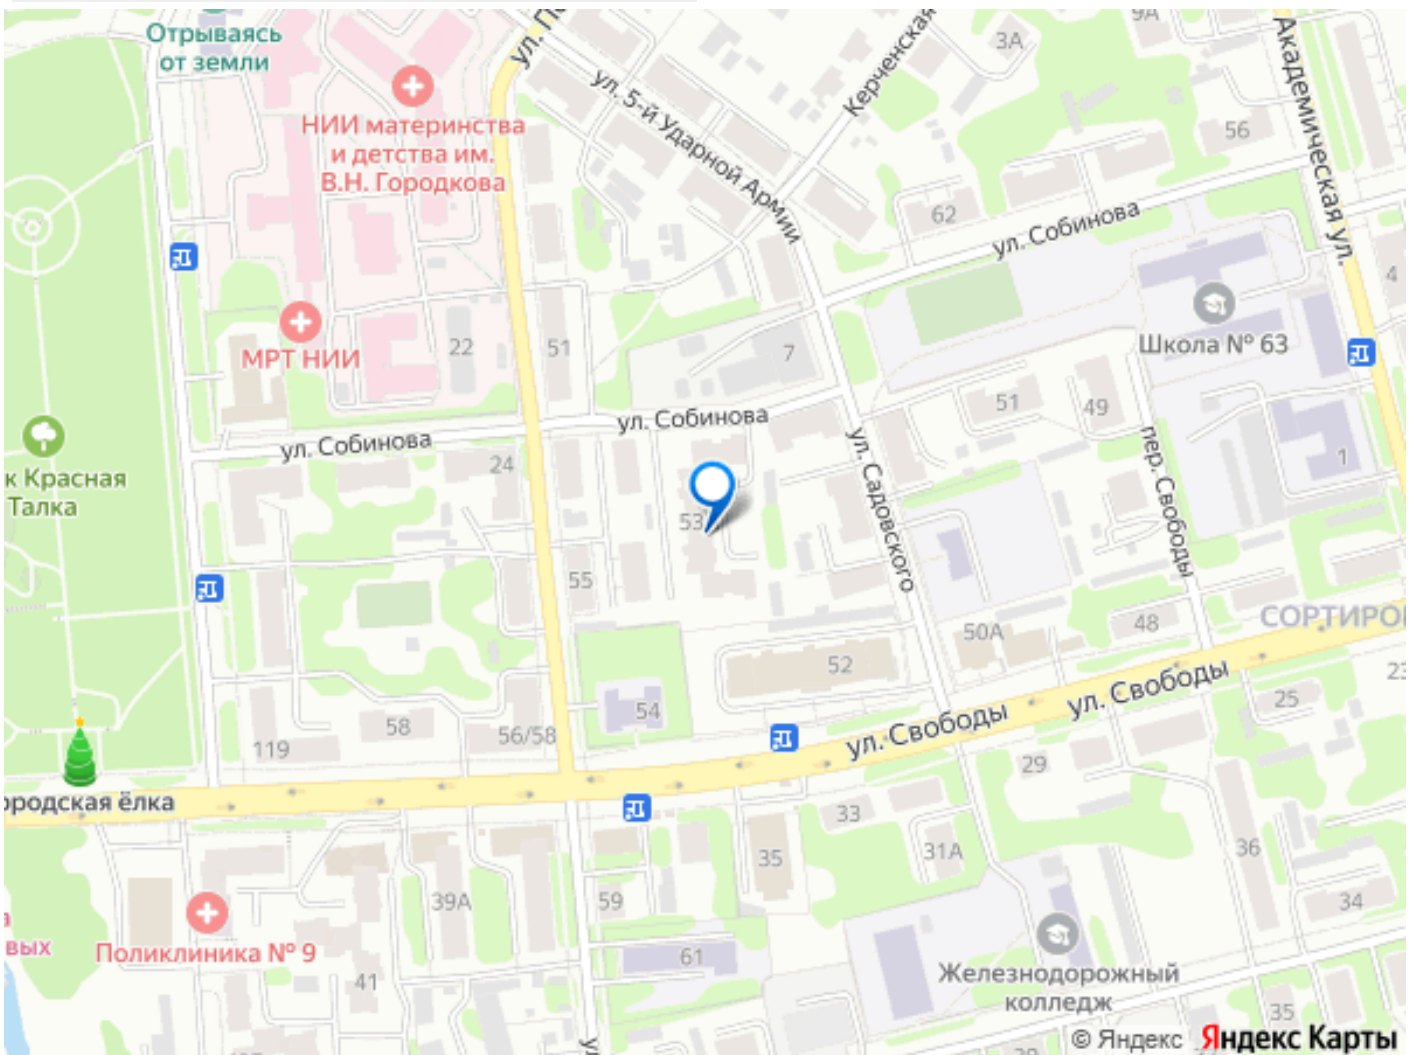 Отрываясь
от земли
НИИ материнства
и детства им.
В.Н. Городкова
ул. 5-й Ударной Армии
Керченская
3А
9А
Академическая ул.
56
62
ул. Собинова
4
МРТ НИИ
22
51
7
Школа № 63
ул. Собинова
ул. Собинова
51
49
пер. Свободы
1
к Красная
Талка
24
ул. Садовского
53
55
50А
48
СОРТИРО
52
54
ул. Свободы
ул. Свободы
25
23
119
58
56/58
29
ородская ёлка
33
35
31А
36
39А
59
34
вых
Поликлиника № 9
41
61
Железнодорожный
колледж
35
© Яндекс
Яндекс Карты